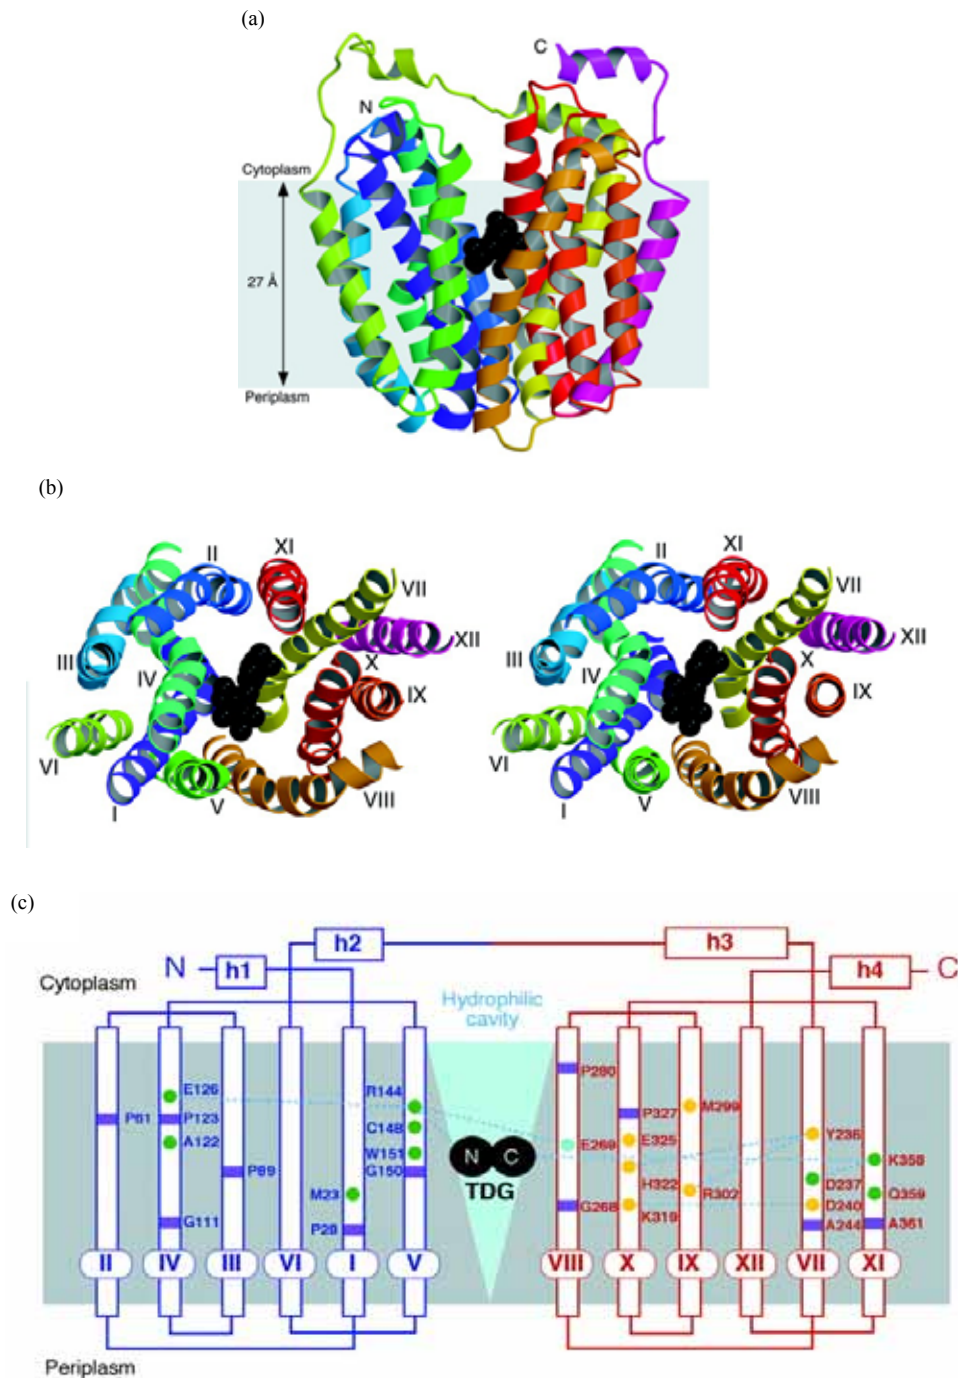 (a)
C
N
Cytoplasm
27 Å
Periplasm
(b)
II
XI
VII
III
IV
XII
X
IX
VI
I
V
VIII
II
XI
VII
III
IV
XII
X
IX
VI
I
V
VIII
(c)
N
h1
h2
h3
h4
C
Cytoplasm
Hydrophilic
cavity
P280
E126
R144
M299
P61
P123
P327
C148
Y236
A122
E269
E325
W151
K358
P89
G150
N C
TDG
M23
H322
R302
D237
Q359
G268
D240
G111
K319
P28
A244
A361
II
IV
III
VI
I
V
VIII
X
IX
XII
VII
XI
Periplasm